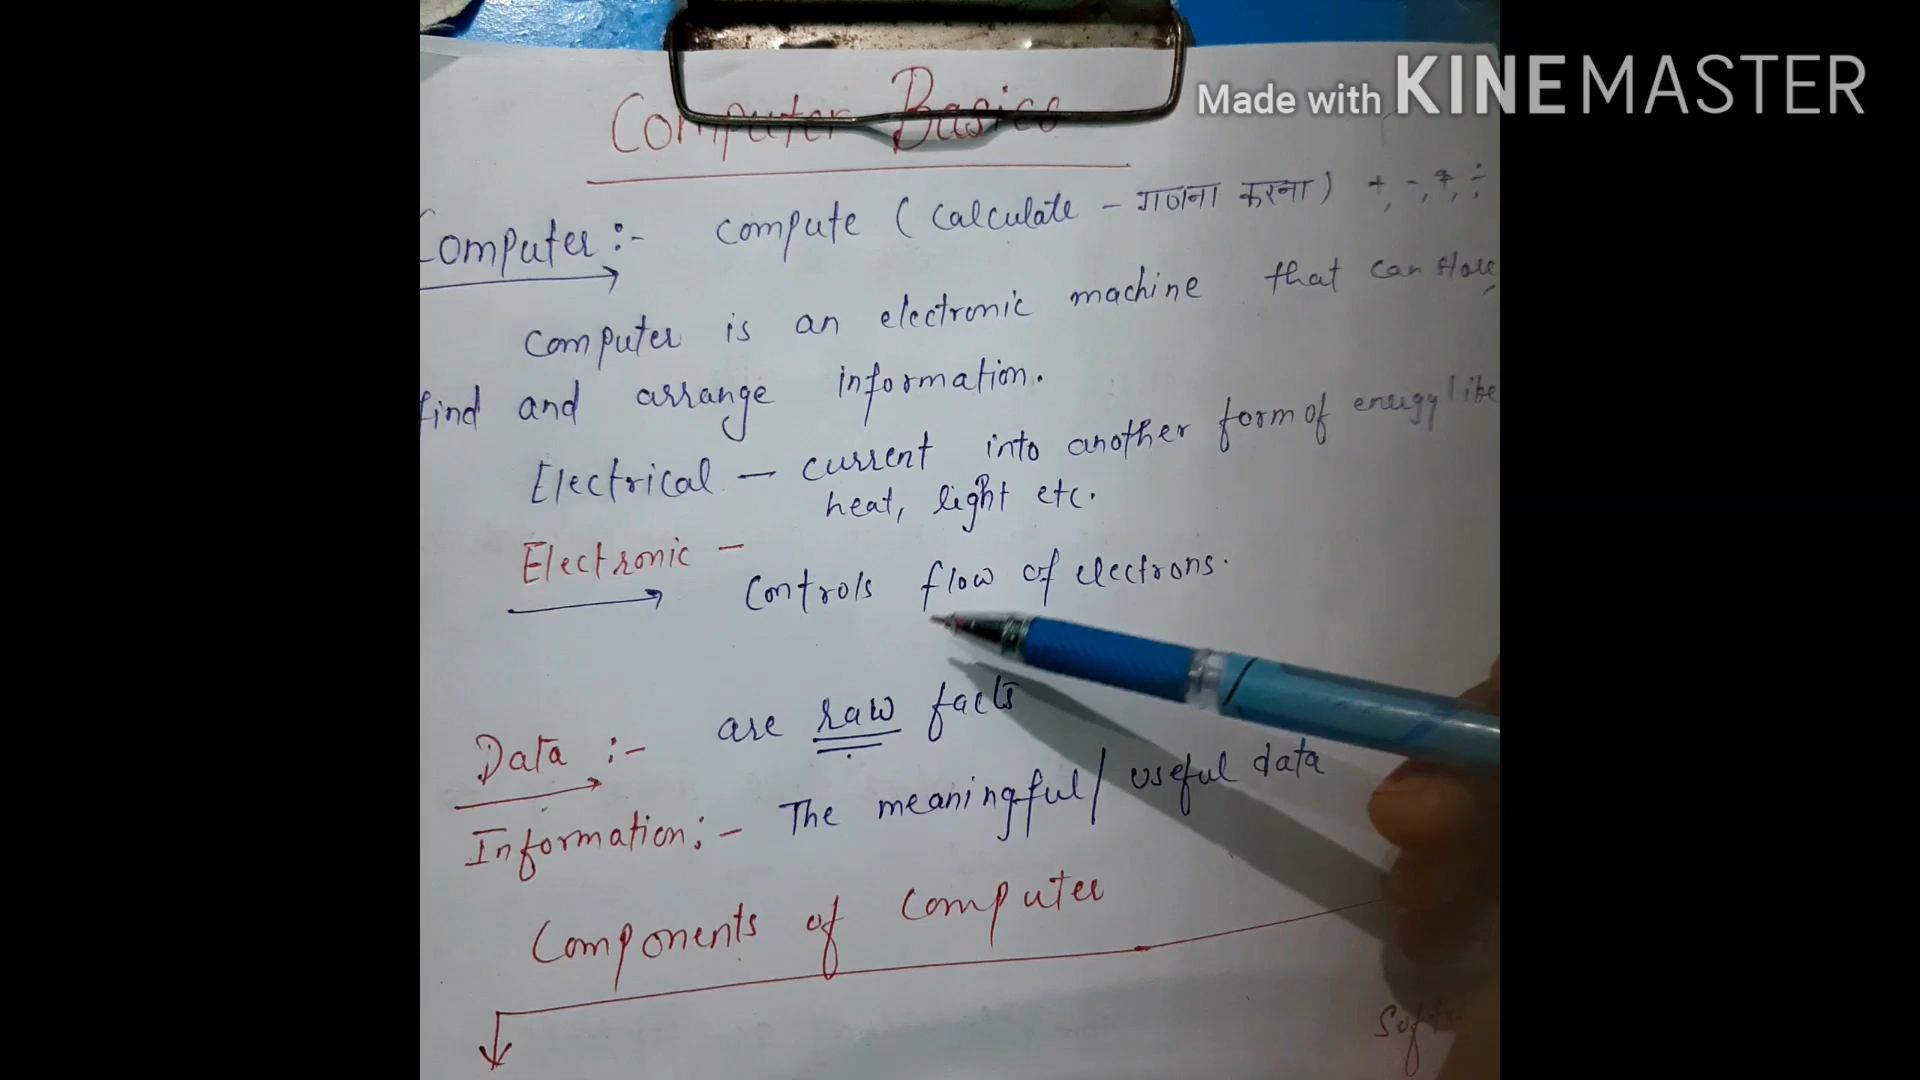 Made with KINEMASTER
Computer Basics
Computer :- compute ( calculate - गणना करना ) +, -, *, ÷
computer is an electronic machine that can store,
find and arrange information.
Electrical - current into another form of energy like
heat, light etc.
Electronic -
controls flow of electrons.
Data :- are raw facts
Information :- The meaningful / useful data
Components of computer